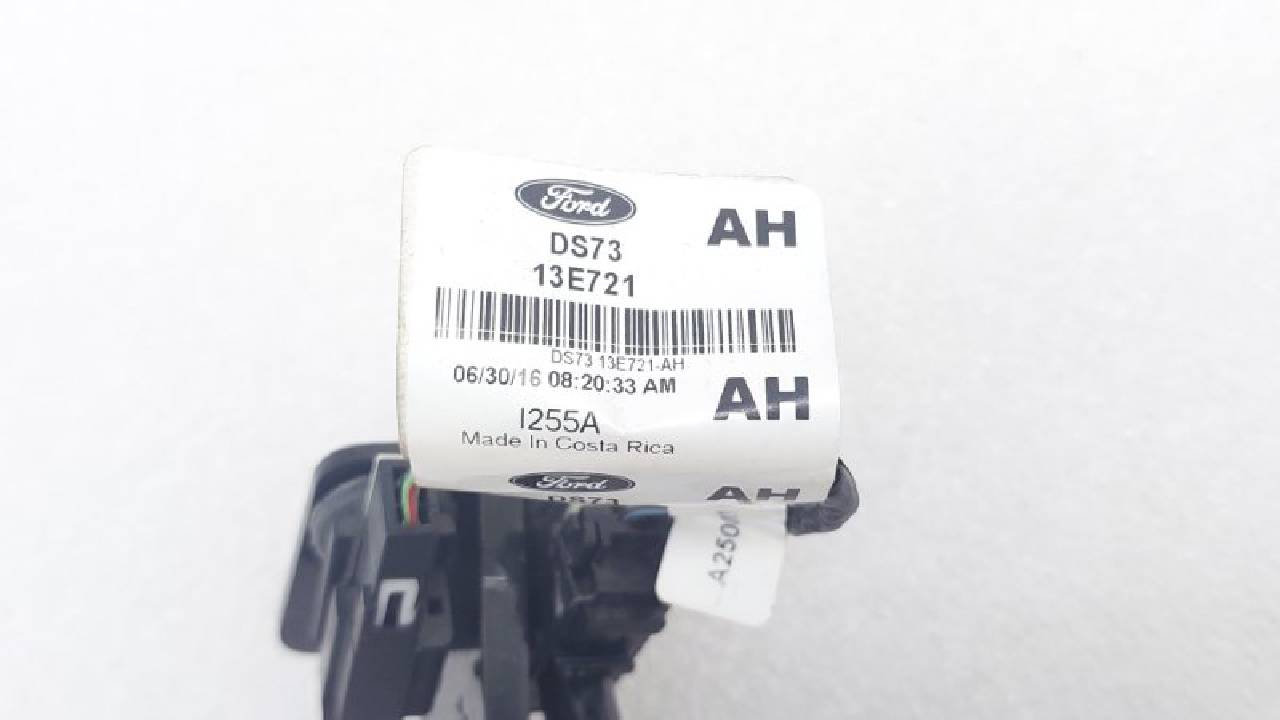 Ford
AH
DS73
13E721
DS73 13E721-AH
06/30/16 08:20:33 AM
AH
I255A
Made In Costa Rica
Ford
AH
DS73